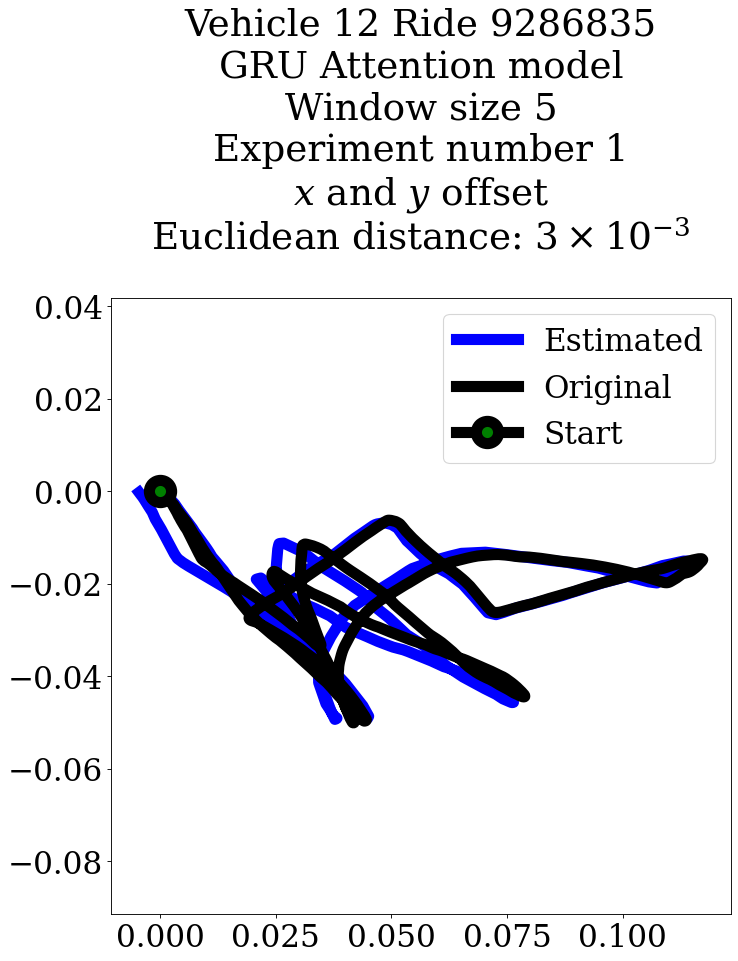 Vehicle 12 Ride 9286835
GRU Attention model
Window size 5
Experiment number 1
x and y offset
Euclidean distance: 3 × 10⁻³
Estimated
Original
Start
0.04
0.02
0.00
−0.02
−0.04
−0.06
−0.08
0.000 0.025 0.050 0.075 0.100